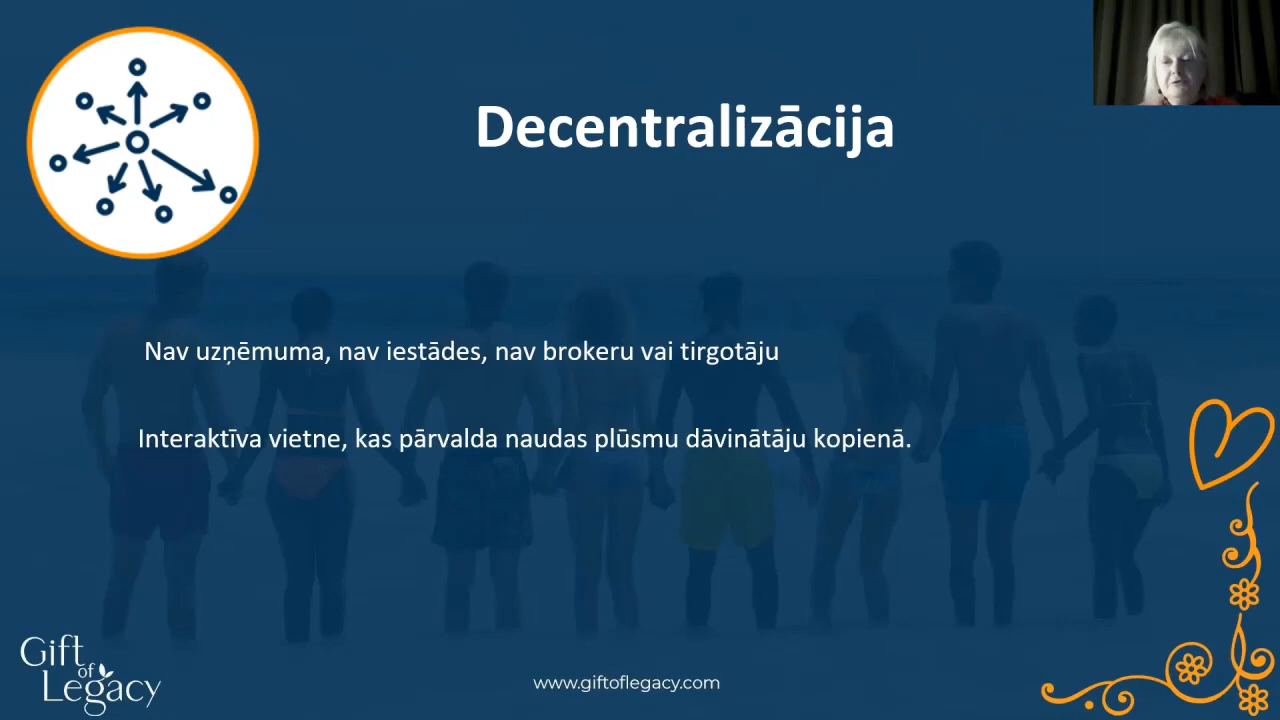 Decentralizācija
Nav uzņēmuma, nav iestādes, nav brokeru vai tirgotāju
Interaktīva vietne, kas pārvalda naudas plūsmu dāvinātāju kopienā.
Gift
of
Legacy
www.giftoflegacy.com